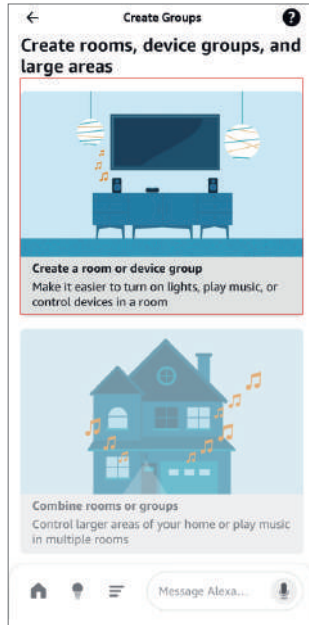 Create Groups
?
Create rooms, device groups, and
large areas
Create a room or device group
Make it easier to turn on lights, play music, or
control devices in a room
Combine rooms or groups
Control larger areas of your home or play music
in multiple rooms
Message Alexa...